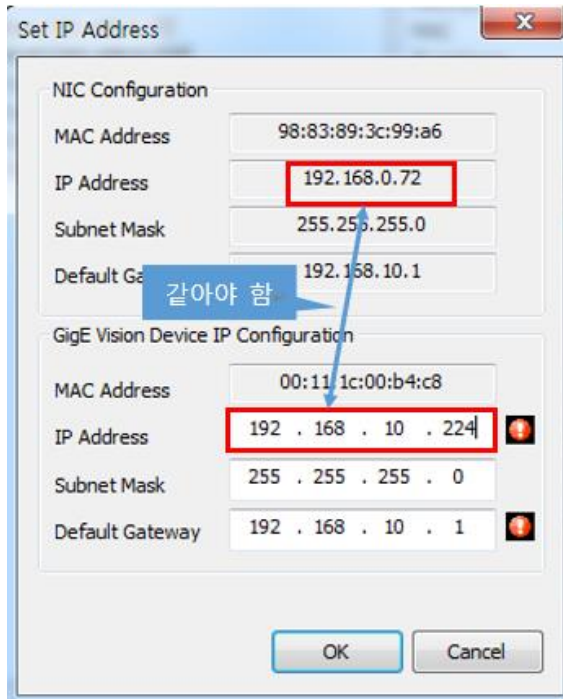 Set IP Address
NIC Configuration
MAC Address 98:83:89:3c:99:a6
IP Address 192.168.0.72
Subnet Mask 255.255.255.0
Default Ga 192.168.10.1
같아야 함
GigE Vision Device IP Configuration
MAC Address 00:11:1c:00:b4:c8
IP Address 192 . 168 . 10 . 224
Subnet Mask 255 . 255 . 255 . 0
Default Gateway 192 . 168 . 10 . 1
OK Cancel